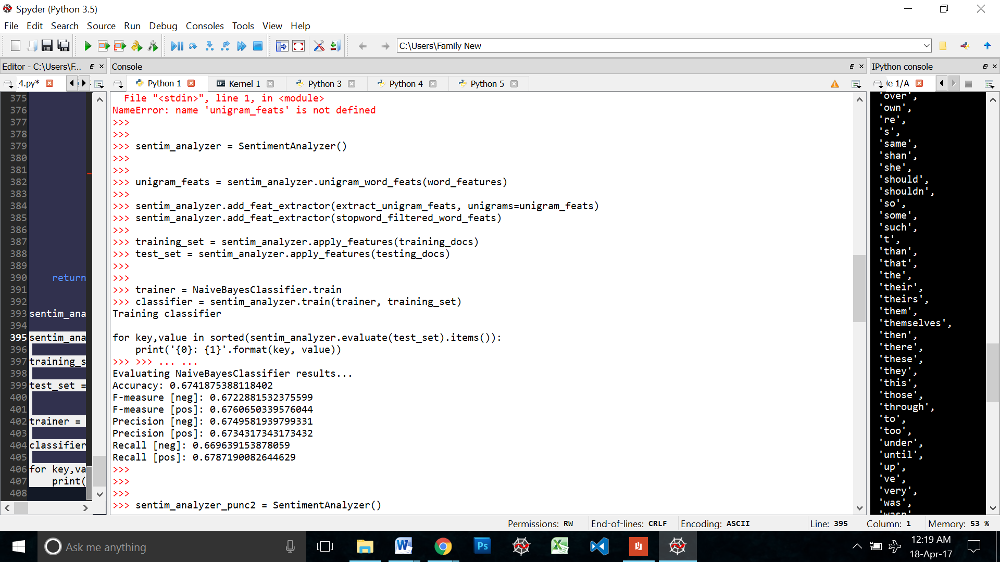 Spyder (Python 3.5)
File Edit Search Source Run Debug Consoles Tools View Help
C:\Users\Family New
Editor - C:\Users\F...
_4.py*
375
376
377
378
379
380
381
382
383
384
385
386
387
388
389
390 return
391
392
393 sentim_ana
394
395 sentim_ana
396
397 training_s
398
399 test_set =
400
401
402 trainer =
403
404 classifier
405
406 for key,va
407 print(
408
Console
Python 1 IP: Kernel 1 Python 3 Python 4 Python 5
File "<stdin>", line 1, in <module>
NameError: name 'unigram_feats' is not defined
>>>
>>>
>>> sentim_analyzer = SentimentAnalyzer()
>>>
>>>
>>> unigram_feats = sentim_analyzer.unigram_word_feats(word_features)
>>>
>>> sentim_analyzer.add_feat_extractor(extract_unigram_feats, unigrams=unigram_feats)
>>> sentim_analyzer.add_feat_extractor(stopword_filtered_word_feats)
>>>
>>> training_set = sentim_analyzer.apply_features(training_docs)
>>> test_set = sentim_analyzer.apply_features(testing_docs)
>>>
>>>
>>> trainer = NaiveBayesClassifier.train
>>> classifier = sentim_analyzer.train(trainer, training_set)
Training classifier
for key,value in sorted(sentim_analyzer.evaluate(test_set).items()):
print('{0}: {1}'.format(key, value))
>>> >>> ... ...
Evaluating NaiveBayesClassifier results...
Accuracy: 0.6741875388118402
F-measure [neg]: 0.6722881532375599
F-measure [pos]: 0.6760650339576044
Precision [neg]: 0.6749581939799331
Precision [pos]: 0.6734317343173432
Recall [neg]: 0.669639153878059
Recall [pos]: 0.6787190082644629
>>>
>>>
>>>
>>> sentim_analyzer_punc2 = SentimentAnalyzer()
IPython console
le 1/A
'over',
'own',
're',
's',
'same',
'shan',
'she',
'should',
'shouldn',
'so',
'some',
'such',
't',
'than',
'that',
'the',
'their',
'theirs',
'them',
'themselves',
'then',
'there',
'these',
'they',
'this',
'those',
'through',
'to',
'too',
'under',
'until',
'up',
've',
'very',
'was',
'wasn',
Permissions: RW End-of-lines: CRLF Encoding: ASCII Line: 395 Column: 1 Memory: 53 %
Ask me anything
W
Ps
X
12:19 AM
18-Apr-17